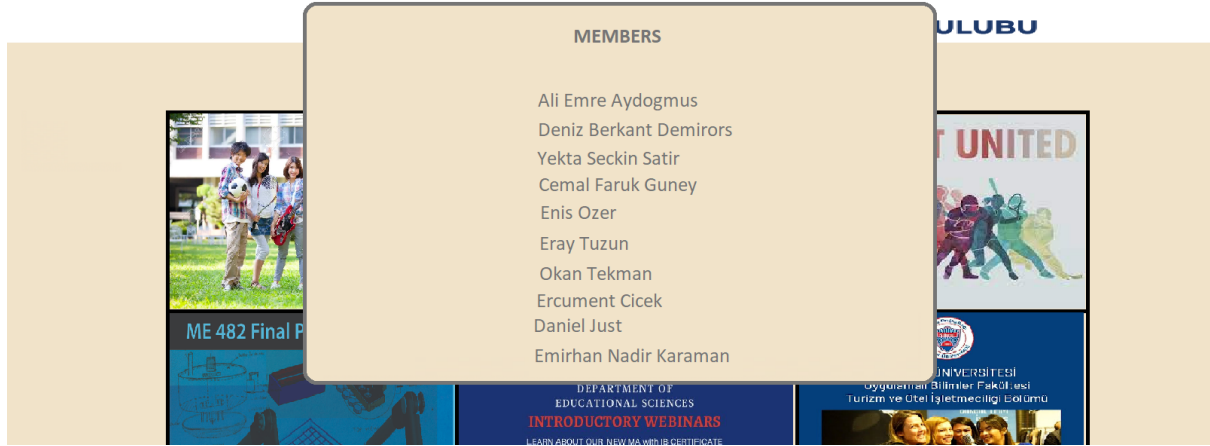 ULUBU
MEMBERS
Ali Emre Aydogmus
Deniz Berkant Demirors
Yekta Seckin Satir
Cemal Faruk Guney
Enis Ozer
Eray Tuzun
Okan Tekman
Ercument Cicek
Daniel Just
Emirhan Nadir Karaman
UNITED
ME 482 Final P
DEPARTMENT OF
EDUCATIONAL SCIENCES
INTRODUCTORY WEBINARS
LEARN ABOUT OUR NEW MA with IB CERTIFICATE
NİVERSİTESİ
Uygulamalı Bilimler Fakültesi
Turizm ve Otel İşletmeciliği Bölümü